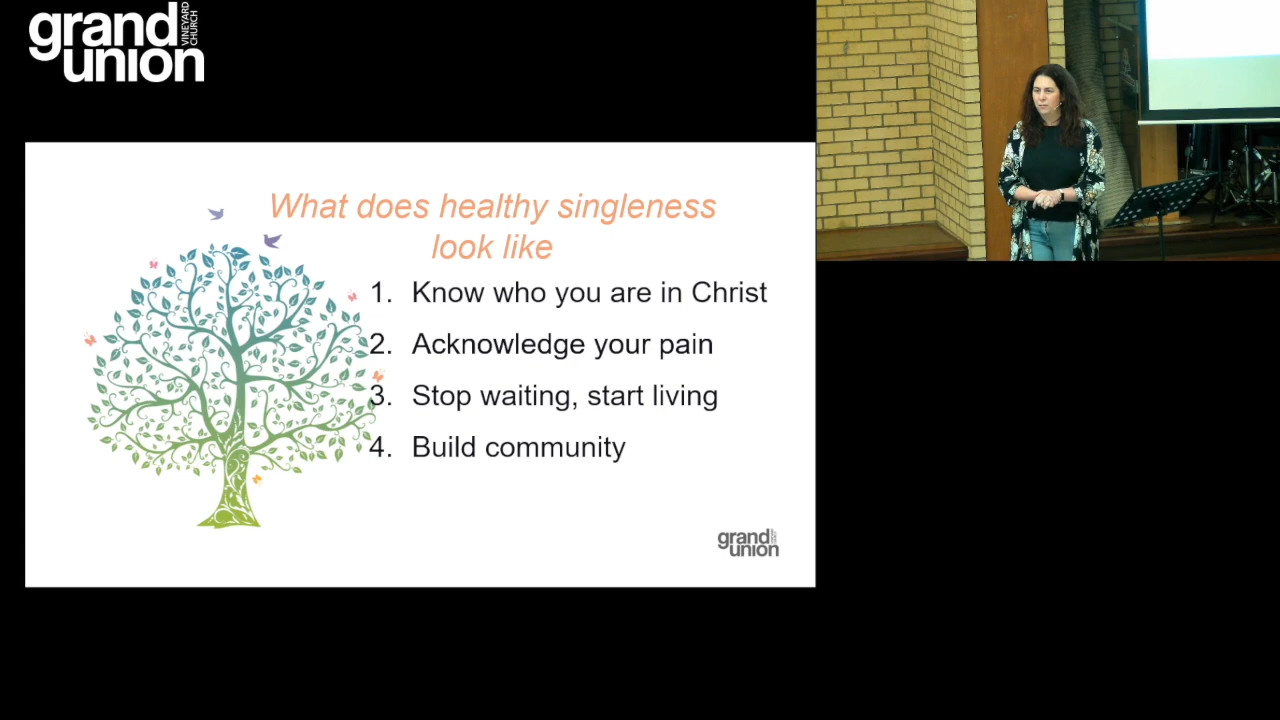 grand
union
VINEYARD
CHURCH
What does healthy singleness
look like
1. Know who you are in Christ
2. Acknowledge your pain
3. Stop waiting, start living
4. Build community
grand
union